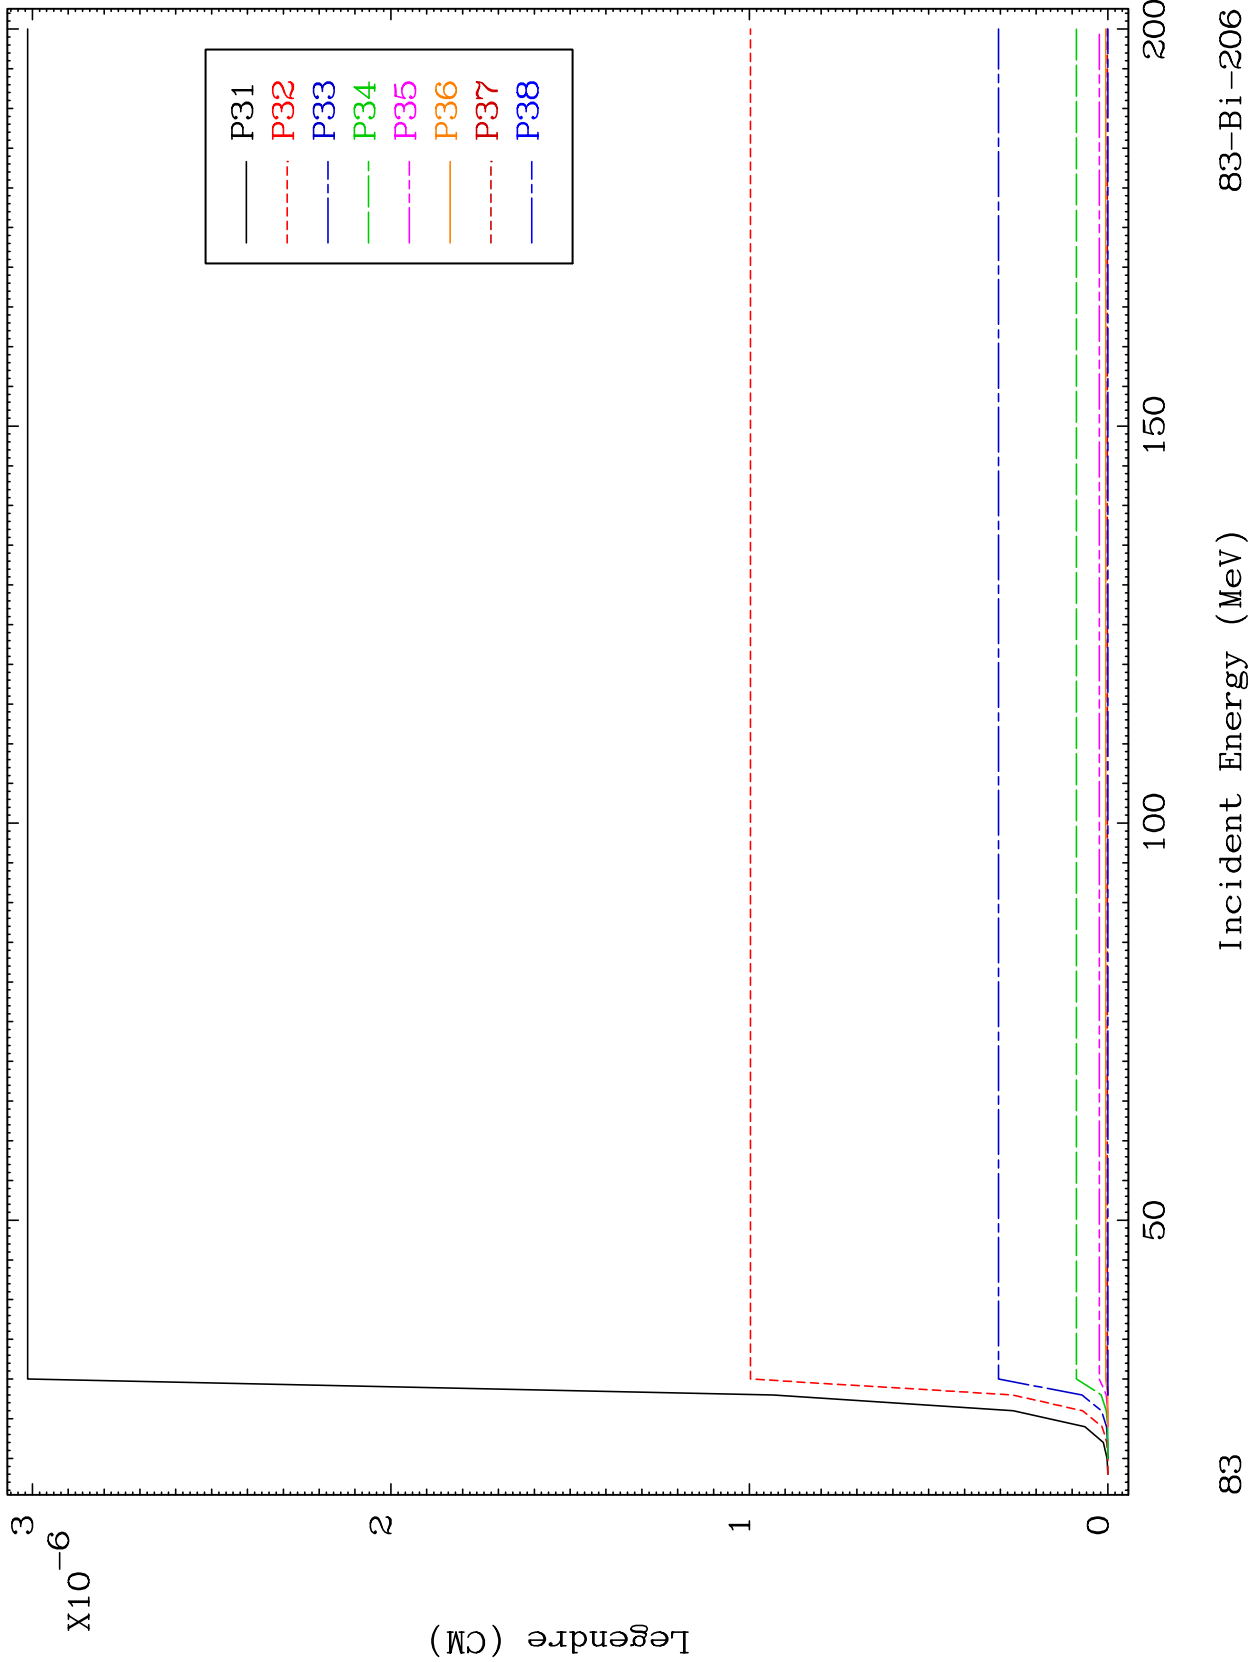 3
X10-6
2
1
0
Legendre (CM)
P31
P32
P33
P34
P35
P36
P37
P38
50
100
150
200
Incident Energy (MeV)
83
83-Bi-206